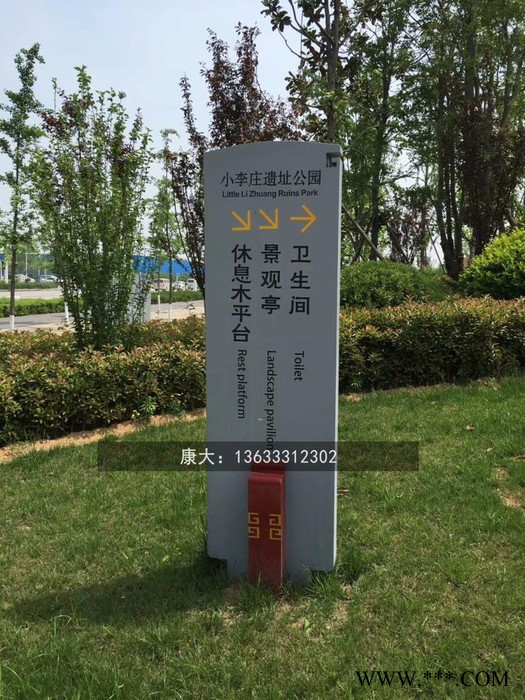 小李庄遗址公园
Little Li Zhuang Ruins Park
卫生间
Toilet
景观亭
Landscape pavilion
休息木平台
Rest platform
康大：13633312302
WWW.***.COM